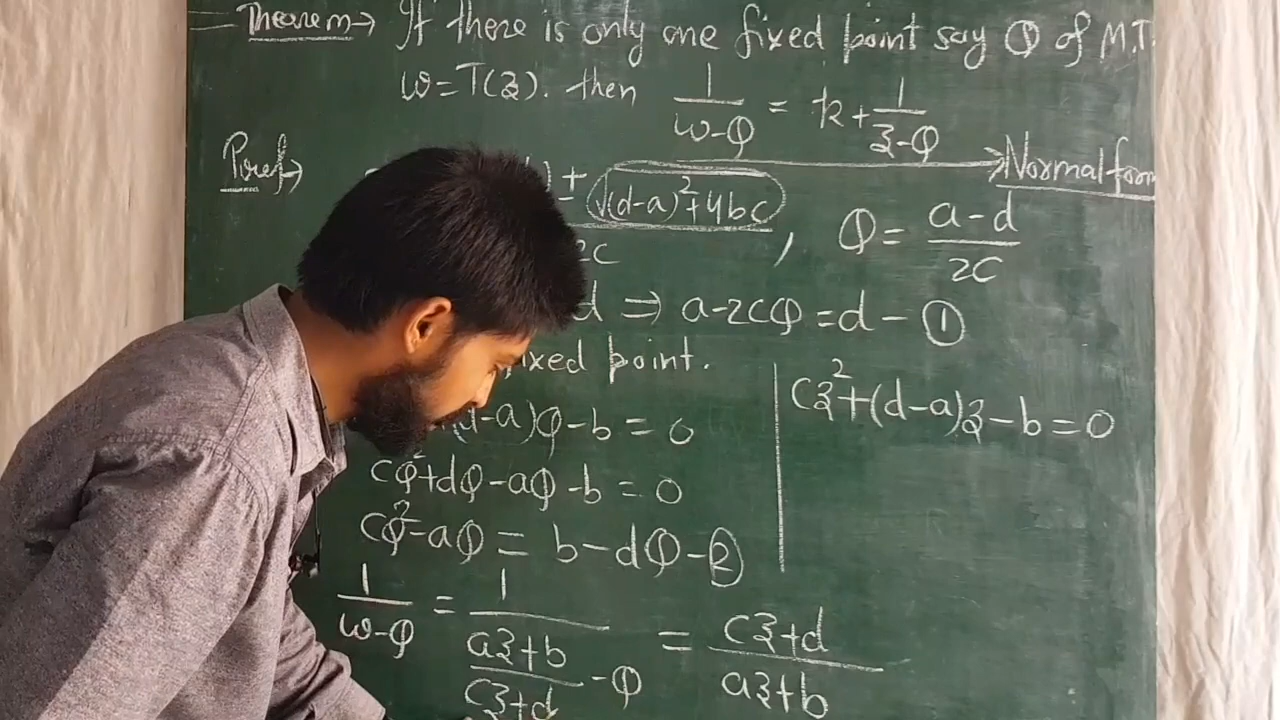 Theorem → If there is only one fixed point say φ of M.T.
w=T(z). then 1/(w-φ) = k + 1/(z-φ) → Normal form
Poref →
± √((d-a)²+4bc)
2c , φ = (a-d)/2c
d ⇒ a-2cφ = d - ①
fixed point.
(d-a)φ-b = 0
cz²+(d-a)z-b=0
cφ²+dφ-aφ-b = 0
cφ²-aφ = b-dφ-②
1/(w-φ) = 1/((az+b)/(cz+d) - φ) = (cz+d)/(az+b)